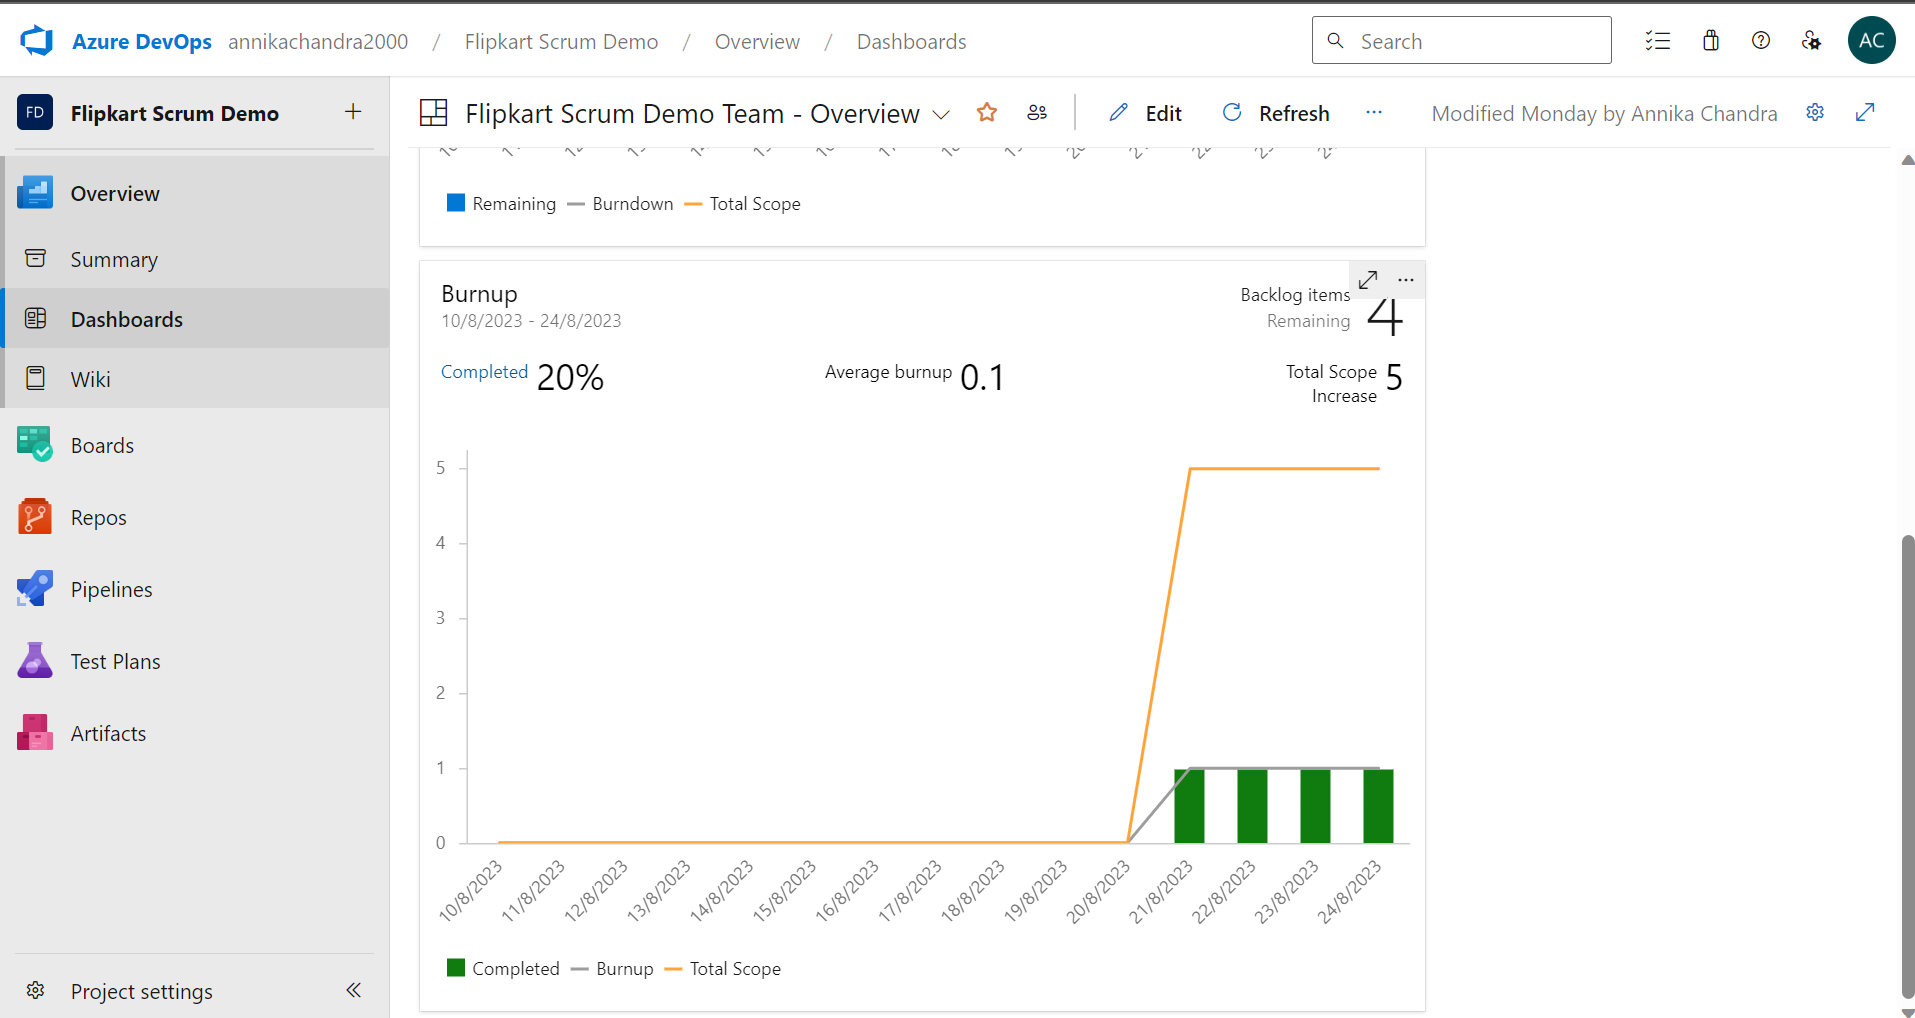 Azure DevOps annikachandra2000 / Flipkart Scrum Demo / Overview / Dashboards
Search
AC
FD Flipkart Scrum Demo
Overview
Summary
Dashboards
Wiki
Boards
Repos
Pipelines
Test Plans
Artifacts
Project settings
Flipkart Scrum Demo Team - Overview
Edit
Refresh
Modified Monday by Annika Chandra
Remaining Burndown Total Scope
Burnup
10/8/2023 - 24/8/2023
Backlog items
Remaining
4
Completed 20%
Average burnup 0.1
Total Scope
Increase
5
5
4
3
2
1
0
10/8/2023 11/8/2023 12/8/2023 13/8/2023 14/8/2023 15/8/2023 16/8/2023 17/8/2023 18/8/2023 19/8/2023 20/8/2023 21/8/2023 22/8/2023 23/8/2023 24/8/2023
Completed Burnup Total Scope